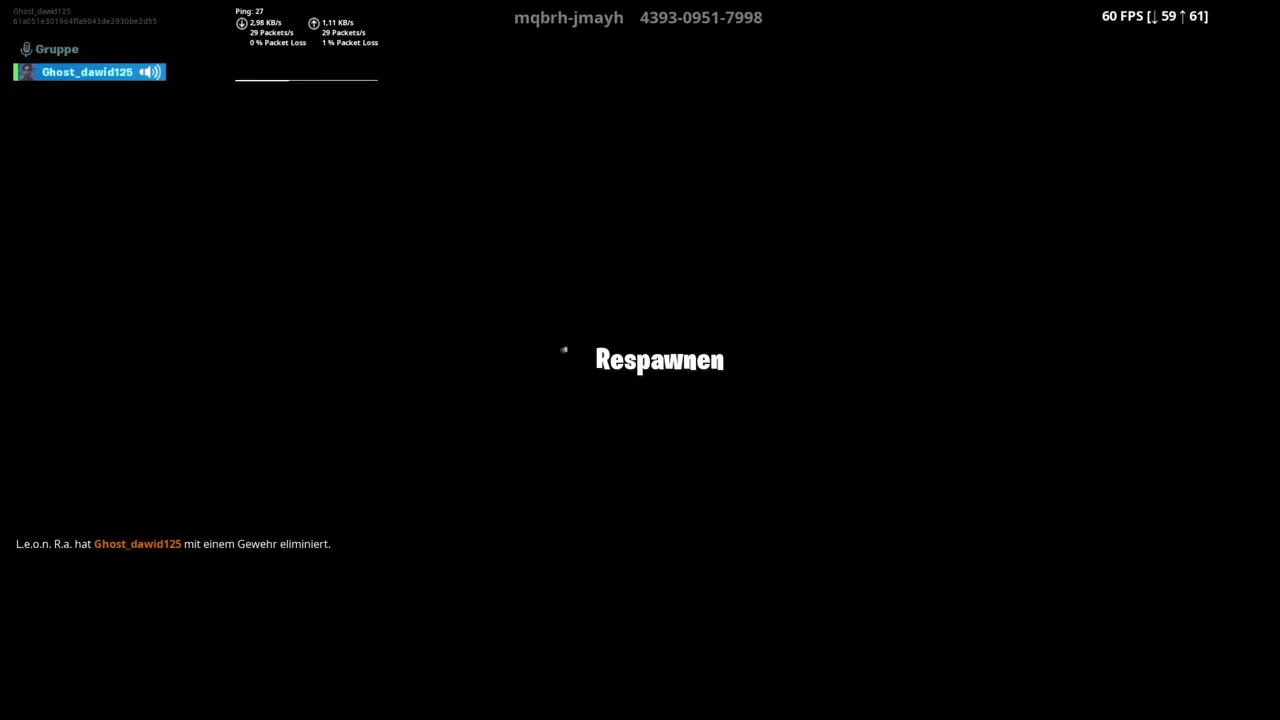 Ghost_dawid125
61a051e301964ffa9043de2930be2d55
Gruppe
Ghost_dawid125
Ping: 27
2,98 KB/s 1,11 KB/s
29 Packets/s 29 Packets/s
0 % Packet Loss 1 % Packet Loss
mqbrh-jmayh 4393-0951-7998
60 FPS [↓ 59 ↑ 61]
Respawnen
L.e.o.n. R.a. hat Ghost_dawid125 mit einem Gewehr eliminiert.